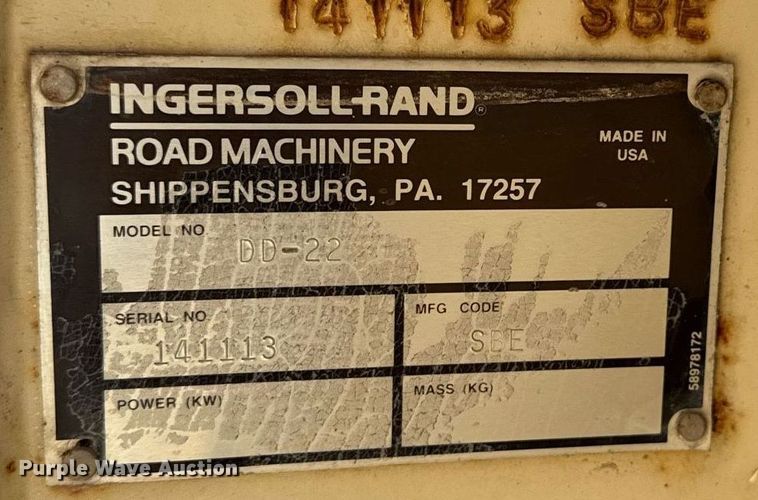 141113 SBE
INGERSOLL-RAND®
ROAD MACHINERY
SHIPPENSBURG, PA. 17257
MADE IN
USA
MODEL NO
DD-22
SERIAL NO
141113
MFG CODE
SBE
POWER (KW)
MASS (KG)
58978172
Purple Wave Auction